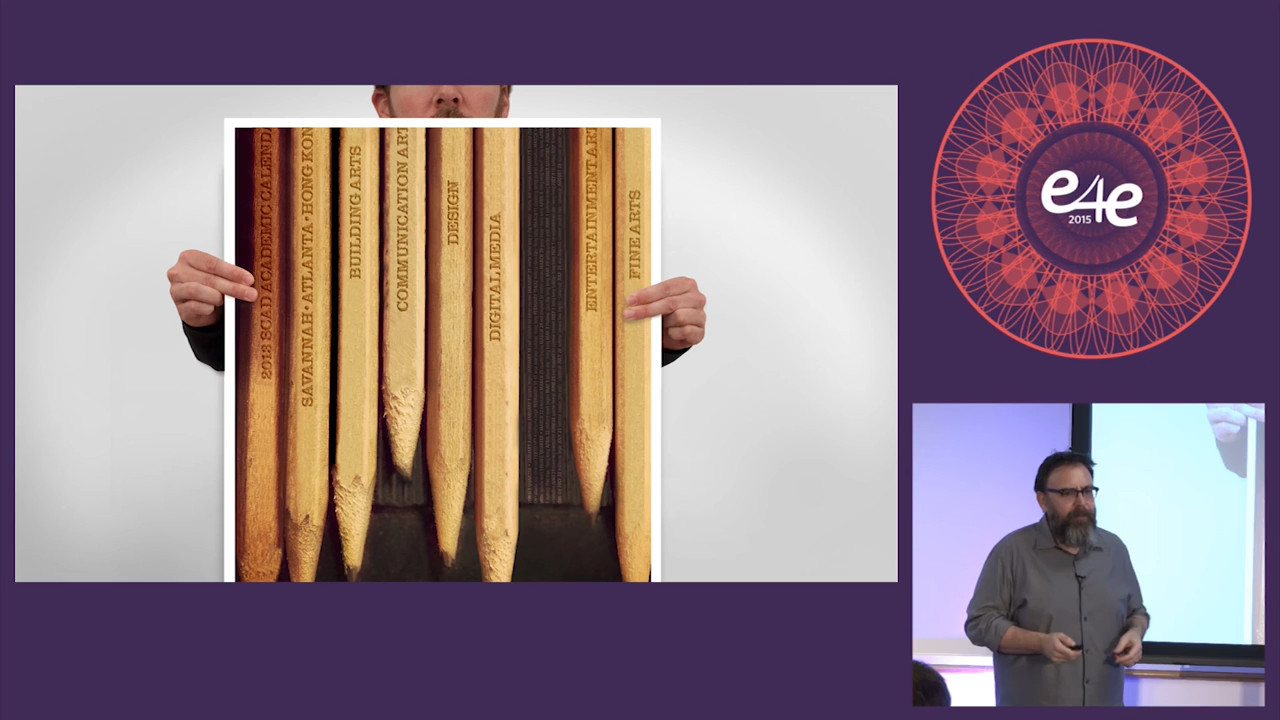 2013 SCAD ACADEMIC CALENDA
SAVANNAH • ATLANTA • HONG KON
BUILDING ARTS
COMMUNICATION ART
DESIGN
DIGITAL MEDIA
ENTERTAINMENT AR
FINE ARTS
e4e
2015